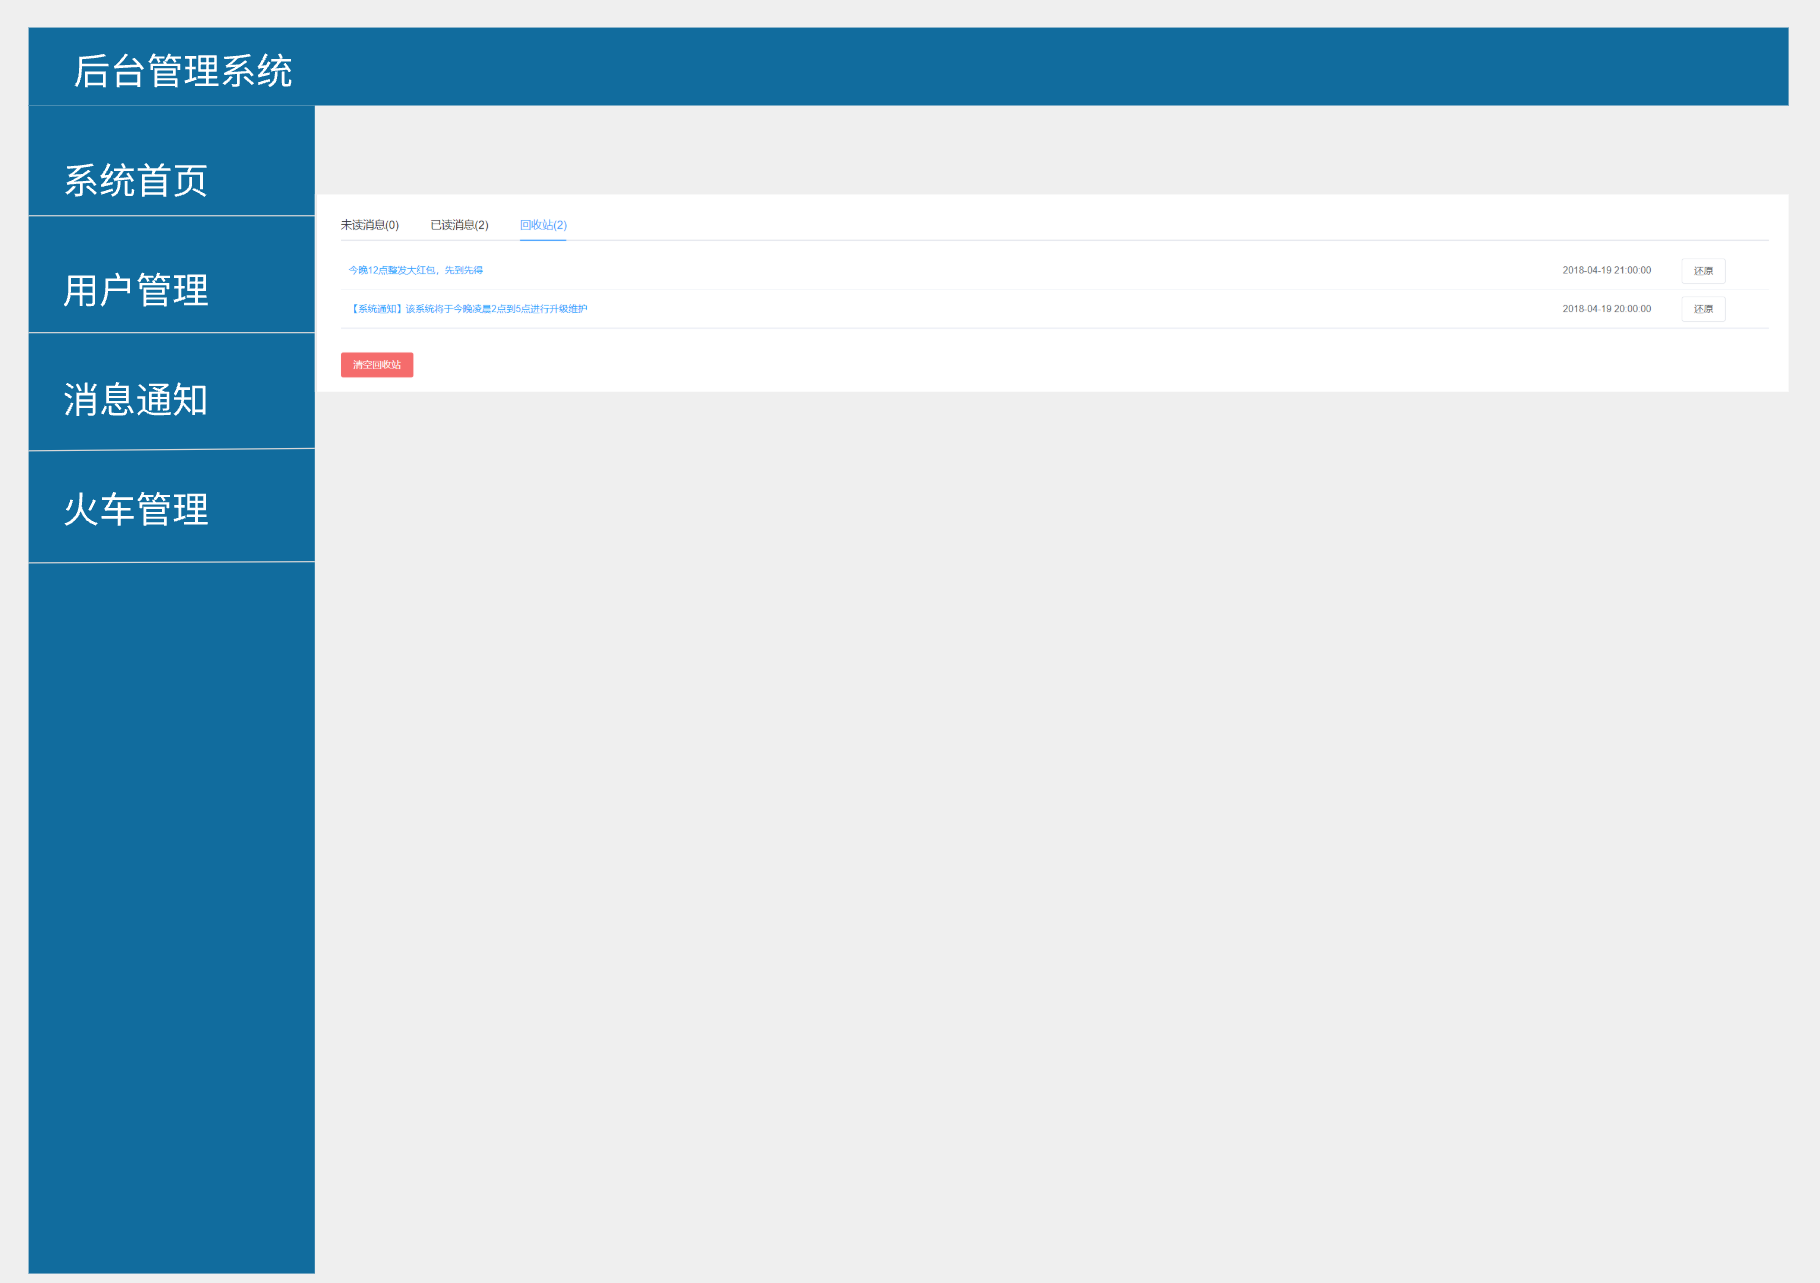 后台管理系统
系统首页
用户管理
消息通知
火车管理
未读消息(0) 已读消息(2) 回收站(2)
今晚12点整发大红包，先到先得 2018-04-19 21:00:00 还原
【系统通知】该系统将于今晚凌晨2点到5点进行升级维护 2018-04-19 20:00:00 还原
清空回收站